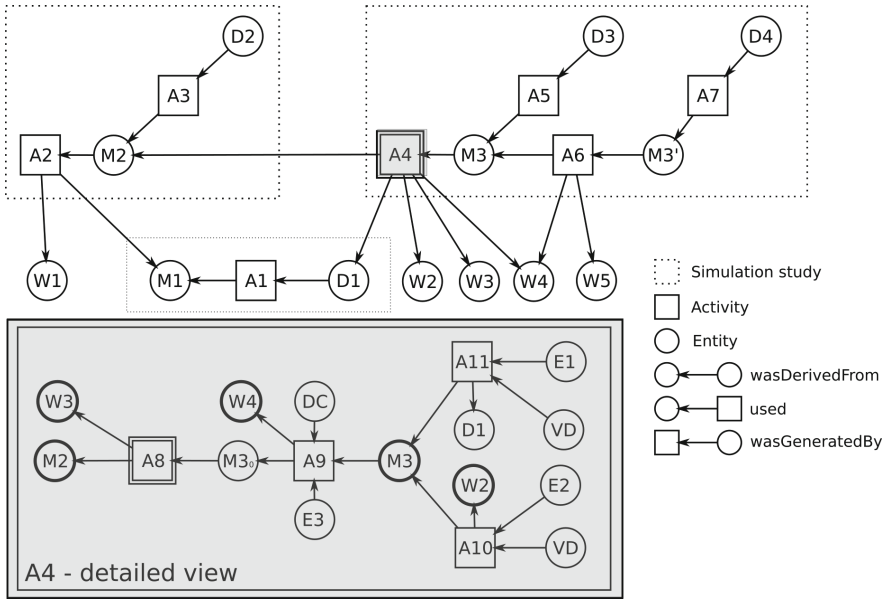 D2
D3
D4
A3
A5
A7
A2
M2
A4
M3
A6
M3'
W1
M1
A1
D1
W2
W3
W4
W5
Simulation study
Activity
Entity
wasDerivedFrom
used
wasGeneratedBy
A11
E1
W3
W4
DC
D1
VD
M2
A8
M3₀
A9
M3
W2
E2
E3
A10
VD
A4 - detailed view